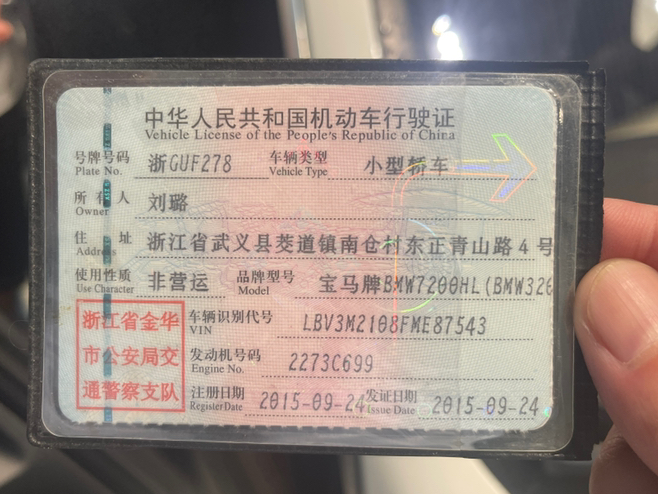 中华人民共和国机动车行驶证
Vehicle License of the People's Republic of China
号牌号码 浙GUF278 车辆类型 小型轿车
Plate No. Vehicle Type
所有人 刘璐
Owner
住址 浙江省武义县茭道镇南仓村东正青山路4号
Address
使用性质 非营运 品牌型号 宝马牌BMW7200HL(BMW320
Use Character Model
浙江省金华
市公安局交
通警察支队
车辆识别代号 LBV3M2108FME87543
VIN
发动机号码 2273C699
Engine No.
注册日期 2015-09-24 发证日期 2015-09-24
Register Date Issue Date